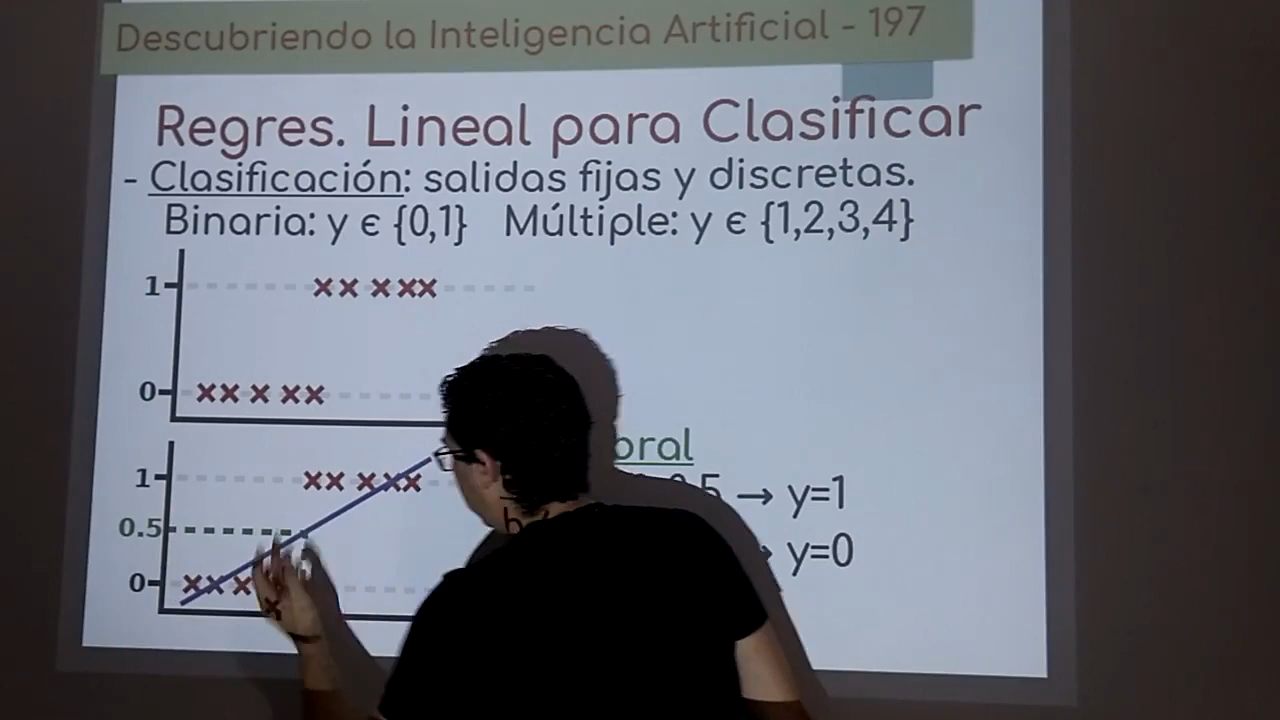 Descubriendo la Inteligencia Artificial - 197
Regres. Lineal para Clasificar
- Clasificación: salidas fijas y discretas.
Binaria: y ϵ {0,1} Múltiple: y ϵ {1,2,3,4}
1
0
1
0.5
0
→ y=1
y=0